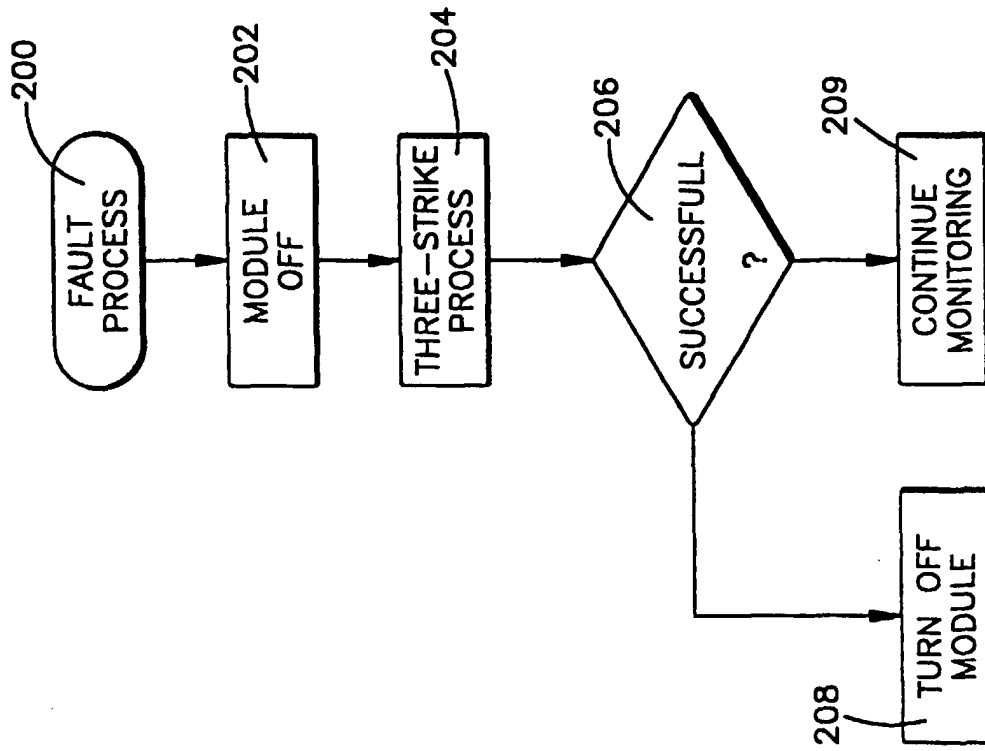 200
FAULT
PROCESS
202
MODULE
OFF
204
THREE-STRIKE
PROCESS
206
SUCCESSFULL
?
208
TURN OFF
MODULE
209
CONTINUE
MONITORING